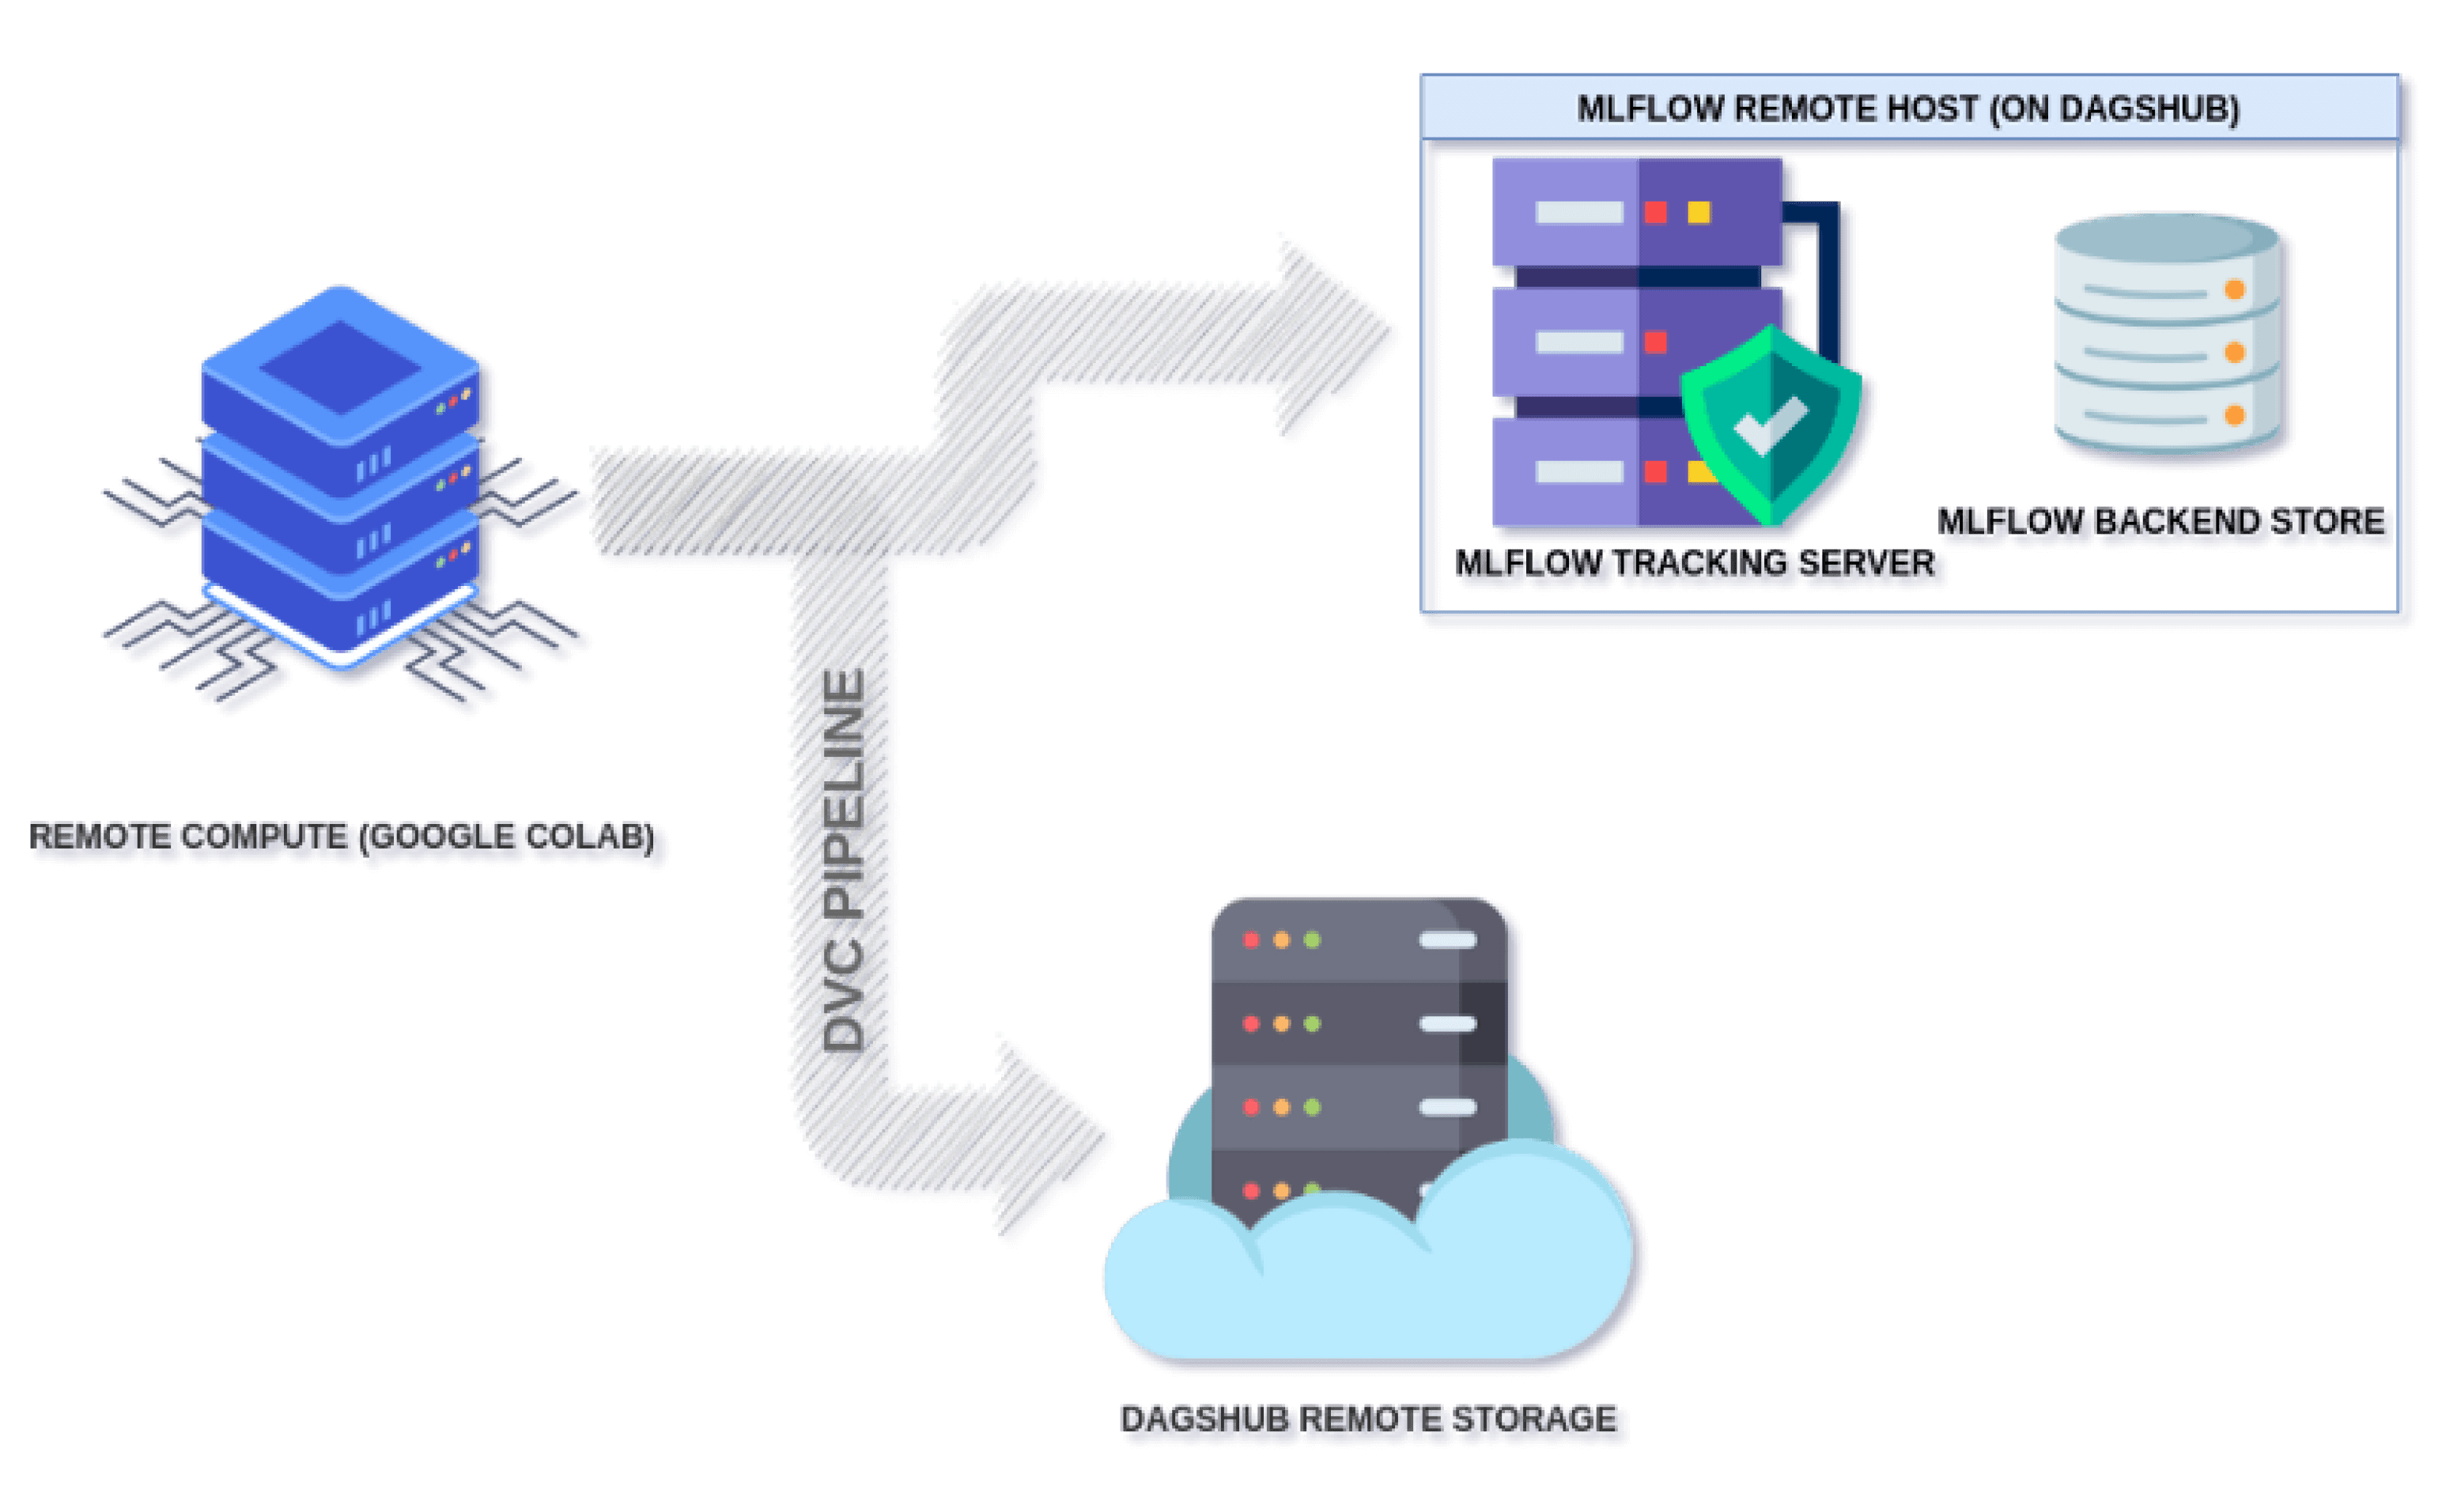 MLFLOW REMOTE HOST (ON DAGSHUB)
MLFLOW BACKEND STORE
MLFLOW TRACKING SERVER
REMOTE COMPUTE (GOOGLE COLAB)
DVC PIPELINE
DAGSHUB REMOTE STORAGE